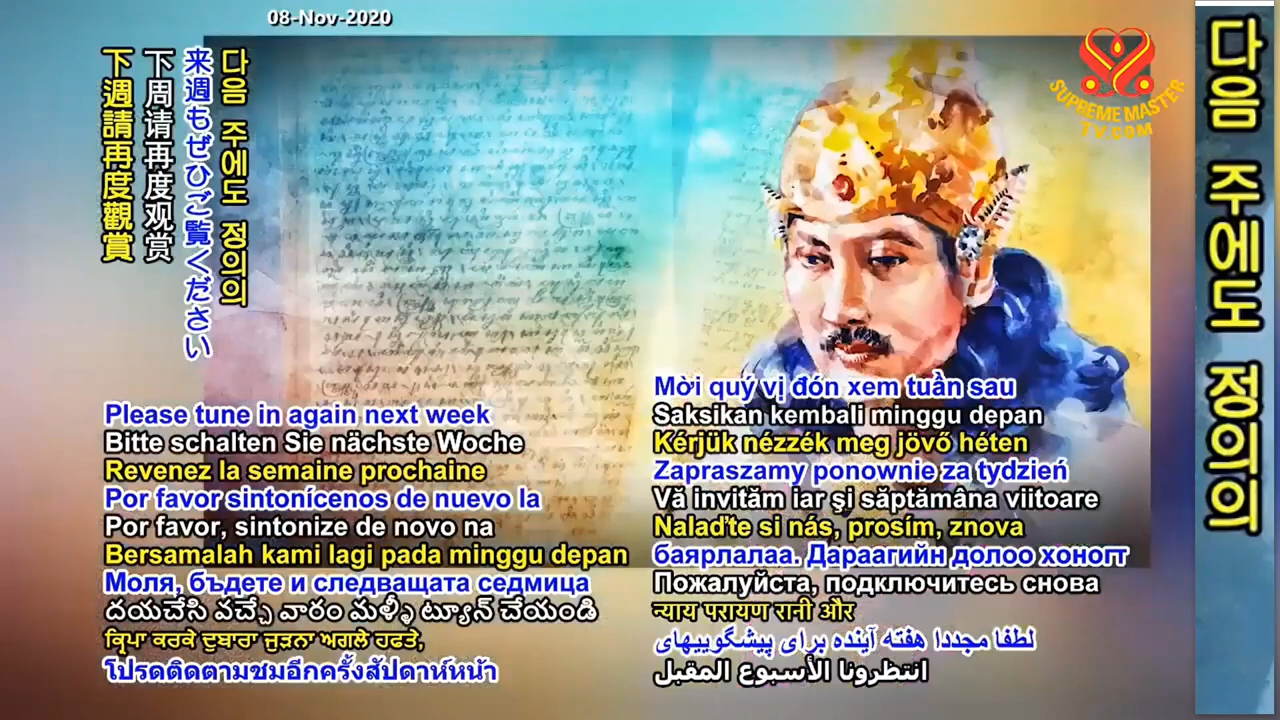 08-Nov-2020
SUPREME MASTER
TV.COM
다음 주에도 정의의
来週もぜひご覧ください
下周请再度观赏
下週請再度觀賞
Please tune in again next week
Bitte schalten Sie nächste Woche
Revenez la semaine prochaine
Por favor sintonícenos de nuevo la
Por favor, sintonize de novo na
Bersamalah kami lagi pada minggu depan
Моля, бъдете и следващата седмица
దయచేసి వచ్చే వారం మళ్ళీ ట్యూన్ చేయండి
ਕ੍ਰਿਪਾ ਕਰਕੇ ਦੁਬਾਰਾ ਜੁੜਨਾ ਅਗਲੇ ਹਫਤੇ,
โปรดติดตามชมอีกครั้งสัปดาห์หน้า
Mời quý vị đón xem tuần sau
Saksikan kembali minggu depan
Kérjük nézzék meg jövő héten
Zapraszamy ponownie za tydzień
Vă invităm iar şi săptămâna viitoare
Nalaďte si nás, prosím, znova
баярлалаа. Дараагийн долоо хоногт
Пожалуйста, подключитесь снова
न्याय परायण रानी और
لطفا مجددا هفته آینده برای پیشگوییهای
انتظرونا الأسبوع المقبل
다음 주에도 정의의